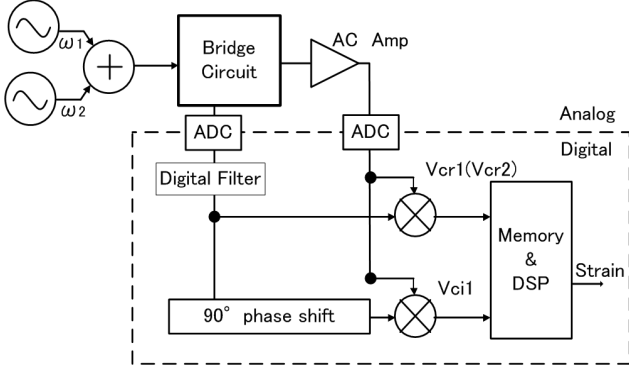 ω1
ω2
Bridge
Circuit
AC Amp
Analog
ADC
ADC
Digital
Digital Filter
Vcr1(Vcr2)
Memory
&
DSP
Strain
Vci1
90° phase shift